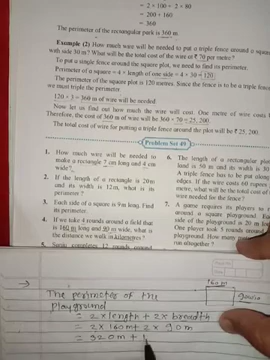 = 2 × 100 + 2 × 80
= 200 + 160
= 360
The perimeter of the rectangular park is 360 m.
Example (2) How much wire will be needed to put a triple fence around a square
with side 30 m? What will be the total cost of the wire at ₹ 70 per metre?
To put a single fence around the square plot, we need to find its perimeter.
Perimeter of a square = 4 × length of one side = 4 × 30 = 120
The perimeter of the square plot is 120 metres. Since the fence is to be a triple fence
we must triple the perimeter.
120 × 3 = 360 m of wire will be needed.
Now let us find out how much the wire will cost. One metre of wire costs
Therefore, the cost of 360 m of wire will be 360 × 70 = 25, 200.
The total cost of wire for putting a triple fence around the plot will be ₹ 25, 200.
Problem Set 49
1. How much wire will be needed to
make a rectangle 7 cm long and 4 cm
wide?
2. If the length of a rectangle is 20 m
and its width is 12 m, what is its
perimeter?
3. Each side of a square is 9 m long. Find
its perimeter.
4. If we take 4 rounds around a field that
is 160 m long and 90 m wide, what is
the distance we walk in kilometres?
5. completes 12 rounds around
6. The length of a rectangular
land is 50 m and its width is 30
A triple fence has to be put along
edges. If the wire costs 60 rupees
metre, what will be the total cost of
wire needed for the fence?
7. A game requires its players to
around a square playground. Each
side of the playground is 20 m
One player took 5 rounds around
playground. How many
run altogether?
160 m
The perimeter of the
playground
= 2 × length + 2 × breadth
= 2 × 160m + 2 × 90m
= 320m + 1